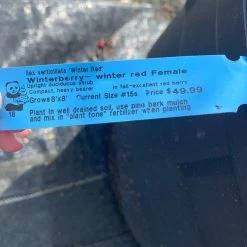 Ilex verticillata 'Winter Red'
Winterberry- winter red Female
Upright deciduous shrub
Compact, heavy bearer in fall-excellent red berry
Grows 8'x8' Current Size #15s Price $49.99
Plant in wet drained soil, use pine bark mulch
18 and mix in "plant tone" fertilizer when planting